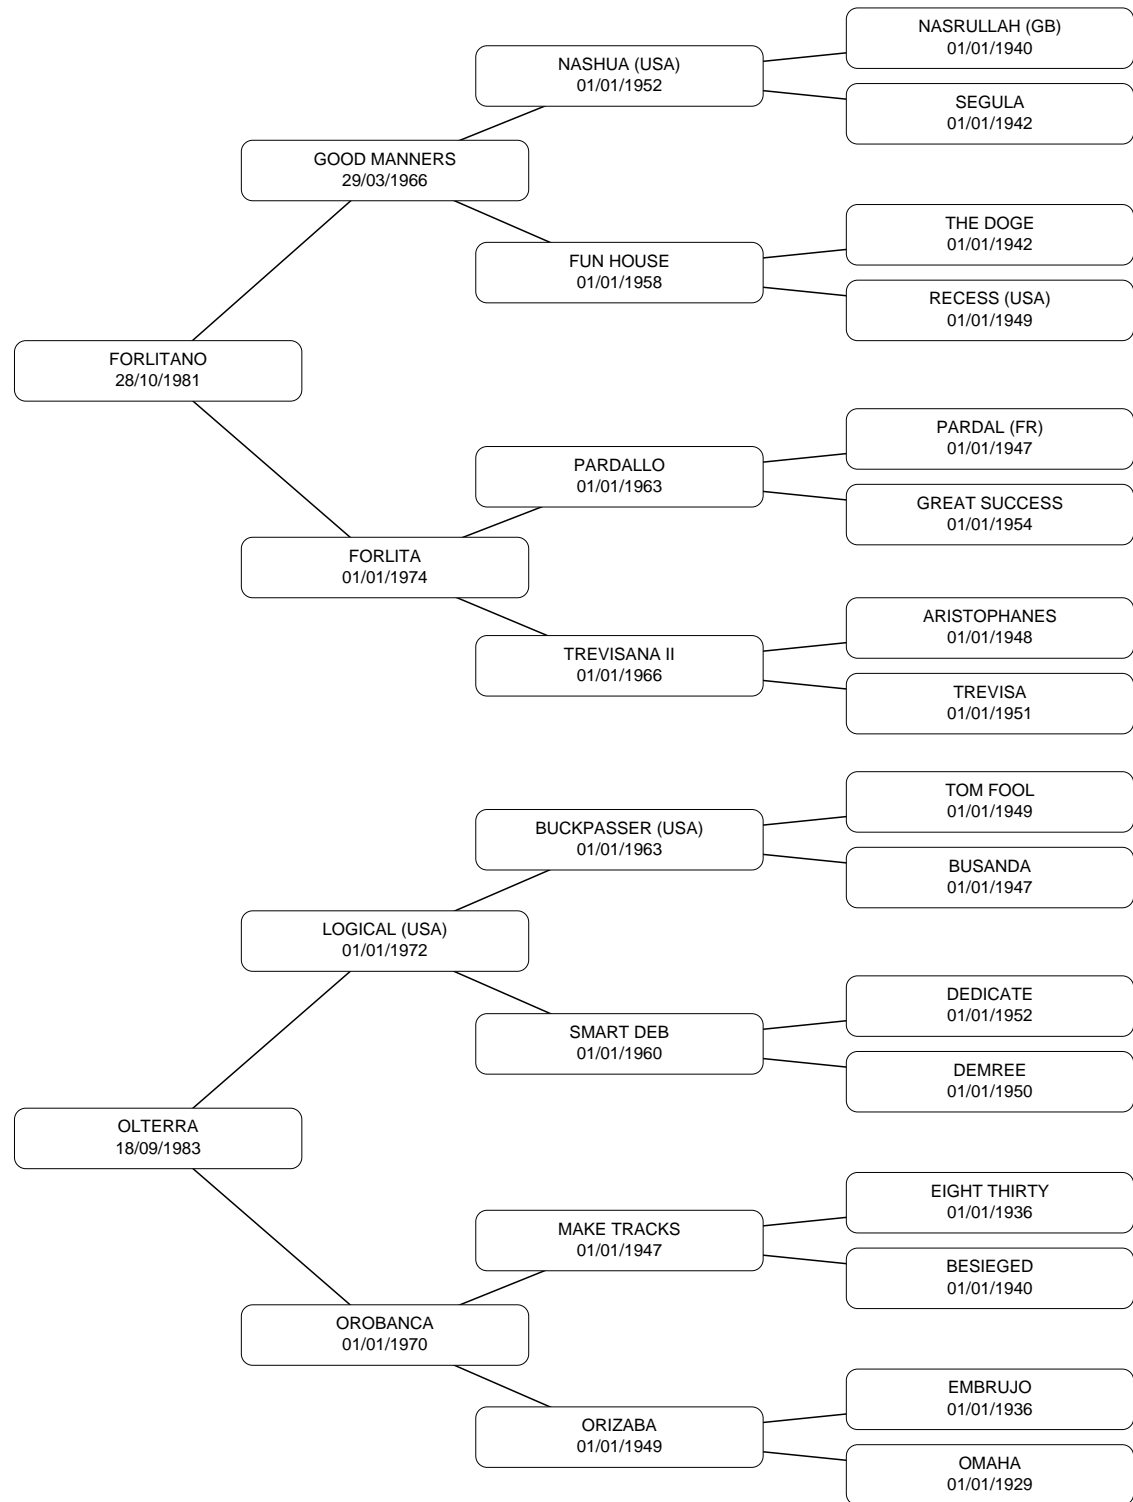 NASRULLAH (GB)
01/01/1940
NASHUA (USA)
01/01/1952
SEGULA
01/01/1942
GOOD MANNERS
29/03/1966
THE DOGE
01/01/1942
FUN HOUSE
01/01/1958
RECESS (USA)
01/01/1949
FORLITANO
28/10/1981
PARDAL (FR)
01/01/1947
PARDALLO
01/01/1963
GREAT SUCCESS
01/01/1954
FORLITA
01/01/1974
ARISTOPHANES
01/01/1948
TREVISANA II
01/01/1966
TREVISA
01/01/1951
TOM FOOL
01/01/1949
BUCKPASSER (USA)
01/01/1963
BUSANDA
01/01/1947
LOGICAL (USA)
01/01/1972
DEDICATE
01/01/1952
SMART DEB
01/01/1960
DEMREE
01/01/1950
OLTERRA
18/09/1983
EIGHT THIRTY
01/01/1936
MAKE TRACKS
01/01/1947
BESIEGED
01/01/1940
OROBANCA
01/01/1970
EMBRUJO
01/01/1936
ORIZABA
01/01/1949
OMAHA
01/01/1929